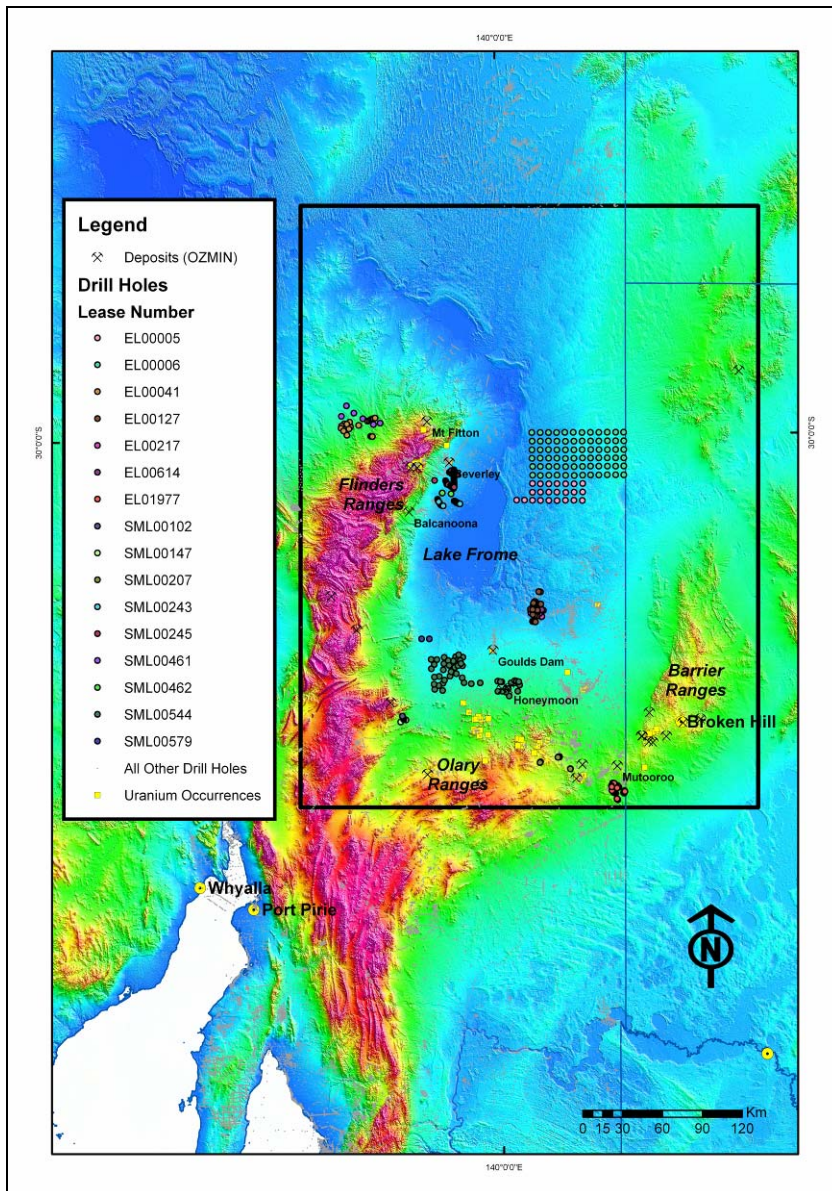 140°0'0"E
Legend
Deposits (OZMIN)
Drill Holes
Lease Number
EL00005
EL00006
EL00041
EL00127
EL00217
EL00614
EL01977
SML00102
SML00147
SML00207
SML00243
SML00245
SML00461
SML00462
SML00544
SML00579
All Other Drill Holes
Uranium Occurrences
30°0'0"S
30°0'0"S
Mt Fitton
Beverley
Flinders
Ranges
Balcanoona
Lake Frome
Goulds Dam
Honeymoon
Barrier
Ranges
Broken Hill
Olary
Ranges
Mutooroo
Whyalla
Port Pirie
N
Km
0 15 30 60 90 120
140°0'0"E